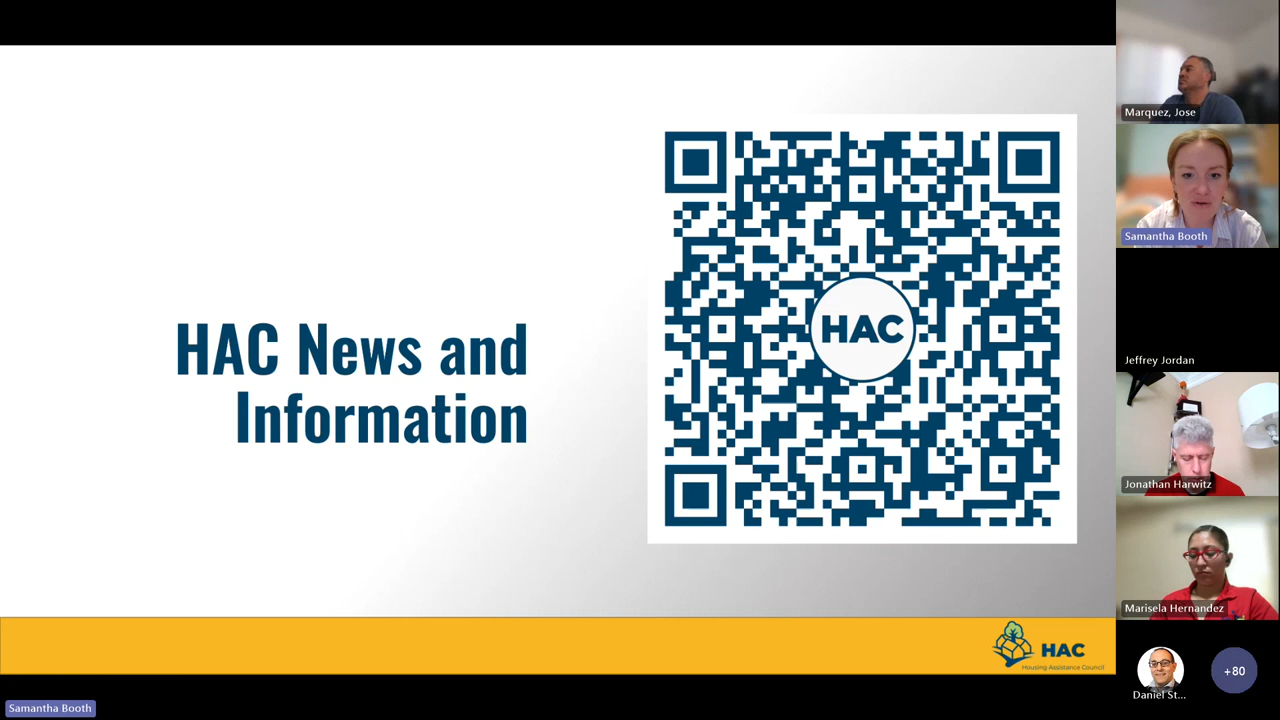 HAC News and
Information
HAC
HAC
Housing Assistance Council
Samantha Booth
Marquez, Jose
Samantha Booth
Jeffrey Jordan
Jonathan Harwitz
Marisela Hernandez
Daniel St...
+80